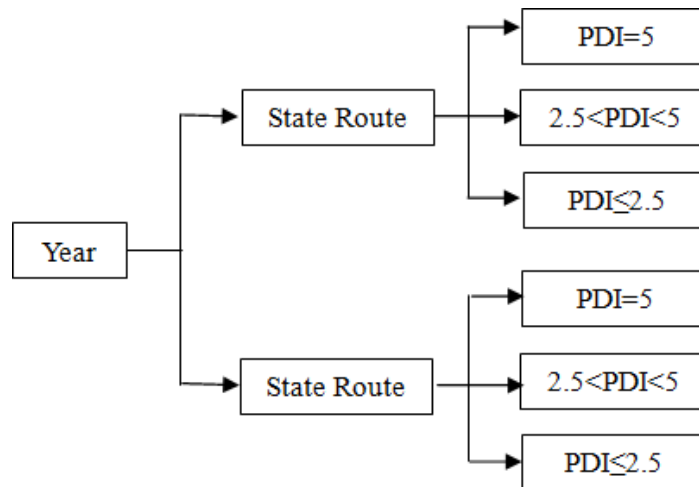 PDI=5
State Route
2.5<PDI<5
PDI≤2.5
Year
PDI=5
State Route
2.5<PDI<5
PDI≤2.5